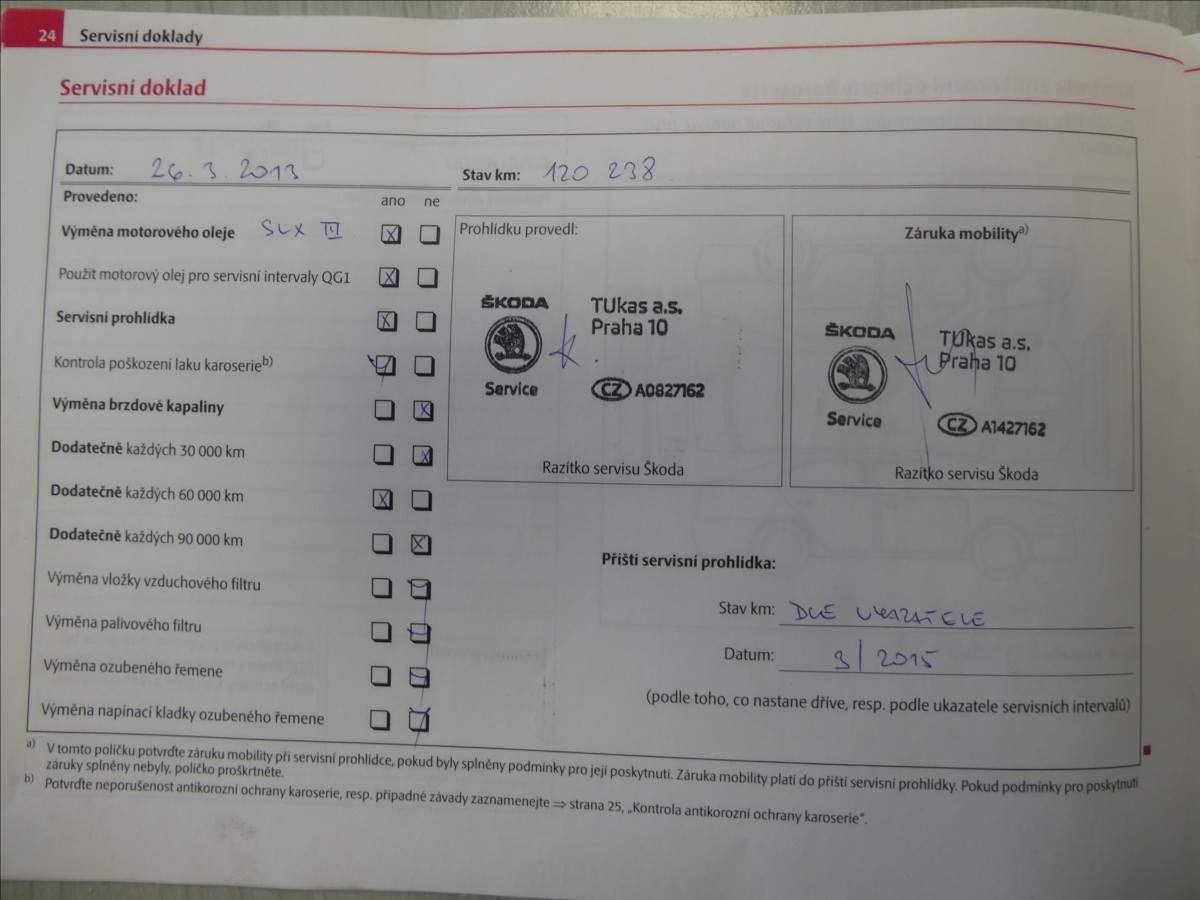 24 Servisní doklady
Servisní doklad
Datum: 26. 3. 2013 Stav km: 120 238
Provedeno: ano ne
Výměna motorového oleje SLX III
Použit motorový olej pro servisní intervaly QG1
Servisní prohlídka
Kontrola poškození laku karoserie b)
Výměna brzdové kapaliny
Dodatečně každých 30 000 km
Dodatečně každých 60 000 km
Dodatečně každých 90 000 km
Výměna vložky vzduchového filtru
Výměna palivového filtru
Výměna ozubeného řemene
Výměna napínací kladky ozubeného řemene
Prohlídku provedl:
ŠKODA
Service
TUkas a.s.
Praha 10
CZ A0827162
Razítko servisu Škoda
Záruka mobility a)
ŠKODA
Service
TUkas a.s.
Praha 10
CZ A1427162
Razítko servisu Škoda
Příští servisní prohlídka:
Stav km: DLE UKAZATELE
Datum: 3/2015
(podle toho, co nastane dříve, resp. podle ukazatele servisních intervalů)
a) V tomto políčku potvrďte záruku mobility při servisní prohlídce, pokud byly splněny podmínky pro její poskytnutí. Záruka mobility platí do příští servisní prohlídky. Pokud podmínky pro poskytnutí
záruky splněny nebyly, políčko proškrtněte.
b) Potvrďte neporušenost antikorozní ochrany karoserie, resp. případné závady zaznamenejte ⇒ strana 25, „Kontrola antikorozní ochrany karoserie“.